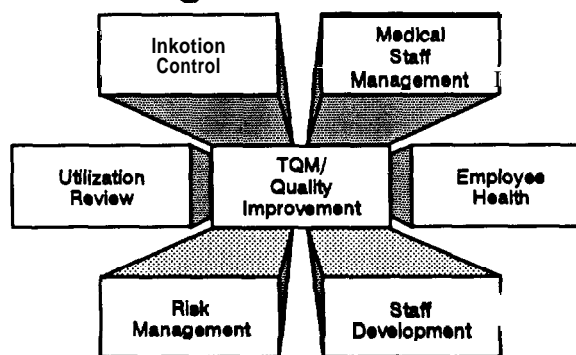 Inkotion
Control
Medical
Staff
Management
Utilization
Review
TQM/
Quality
Improvement
Employee
Health
Risk
Management
Staff
Development